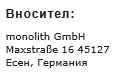 Вносител:
monolith GmbH
Maxstraße 16 45127
Есен, Германия